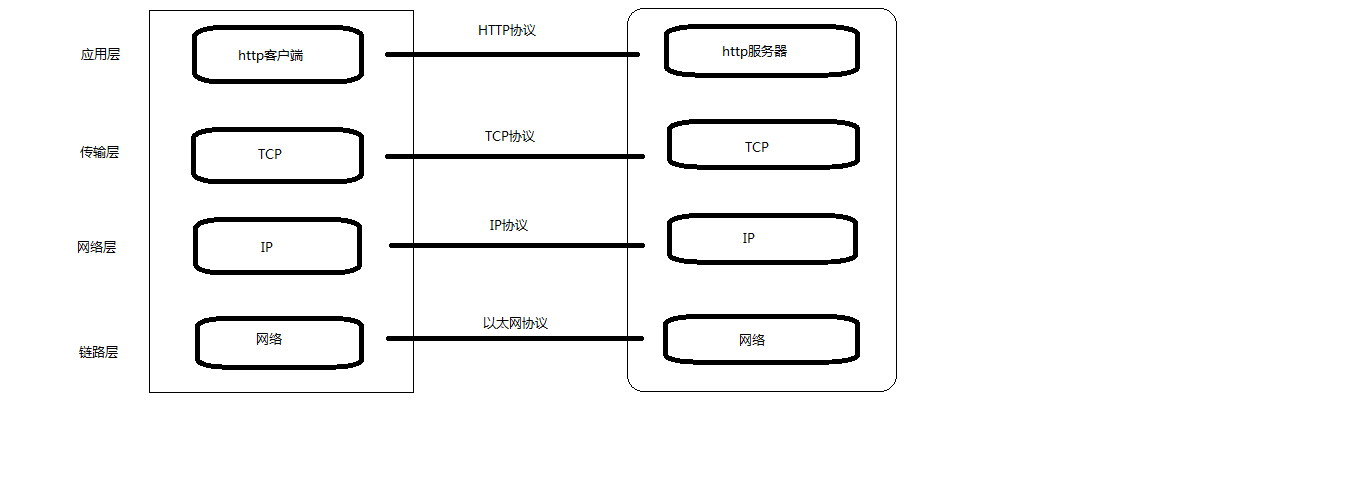 HTTP协议
应用层
http客户端
http服务器
TCP协议
传输层
TCP
TCP
IP协议
网络层
IP
IP
以太网协议
链路层
网络
网络